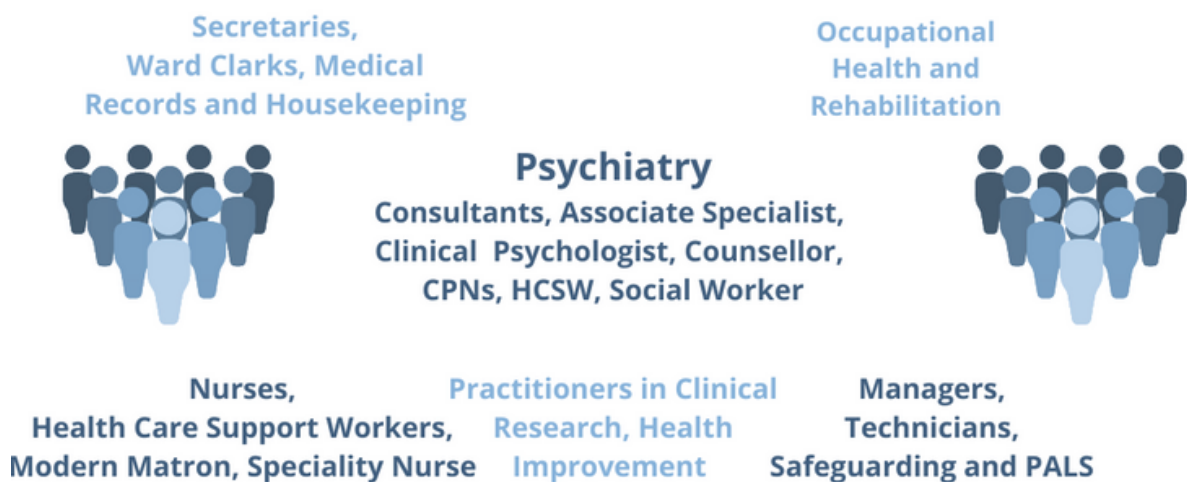 Secretaries,
Ward Clarks, Medical
Records and Housekeeping
Occupational
Health and
Rehabilitation
Psychiatry
Consultants, Associate Specialist,
Clinical Psychologist, Counsellor,
CPNs, HCSW, Social Worker
Nurses,
Health Care Support Workers,
Modern Matron, Speciality Nurse
Practitioners in Clinical
Research, Health
Improvement
Managers,
Technicians,
Safeguarding and PALS